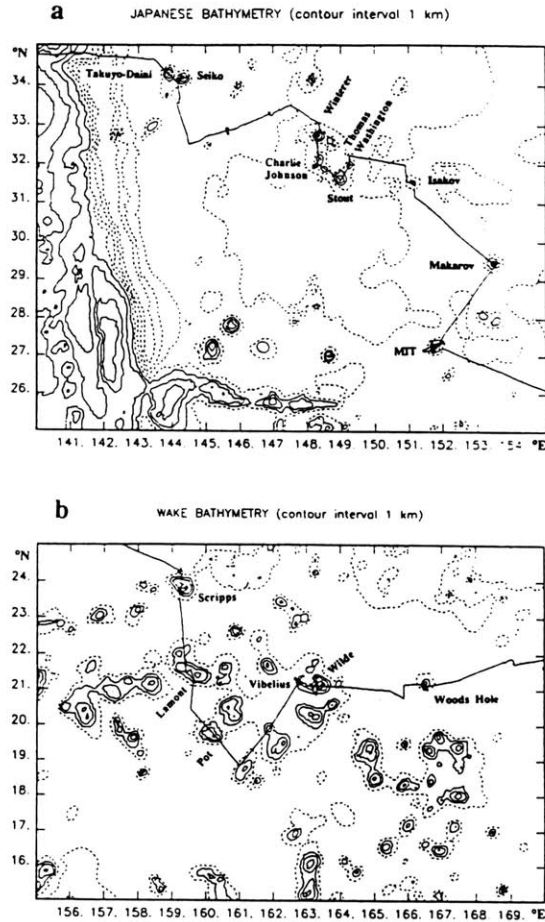 a JAPANESE BATHYMETRY (contour interval 1 km)
°N
34.
33.
32.
31.
30.
29.
28.
27.
26.
Takuyo-Daini
Seiko
Winterer
Thomas
Washington
Charlie
Johnson
Stout
Isakov
Makarov
MIT
141. 142. 143. 144. 145. 146. 147. 148. 149. 150. 151. 152. 153. 154. °E
b WAKE BATHYMETRY (contour interval 1 km)
°N
24.
23.
22.
21.
20.
19.
18.
17.
16.
Scripps
Lamont
Pot
Vibelius
Wilde
Woods Hole
156. 157. 158. 159. 160. 161. 162. 163. 164. 165. 166. 167. 168. 169. °E